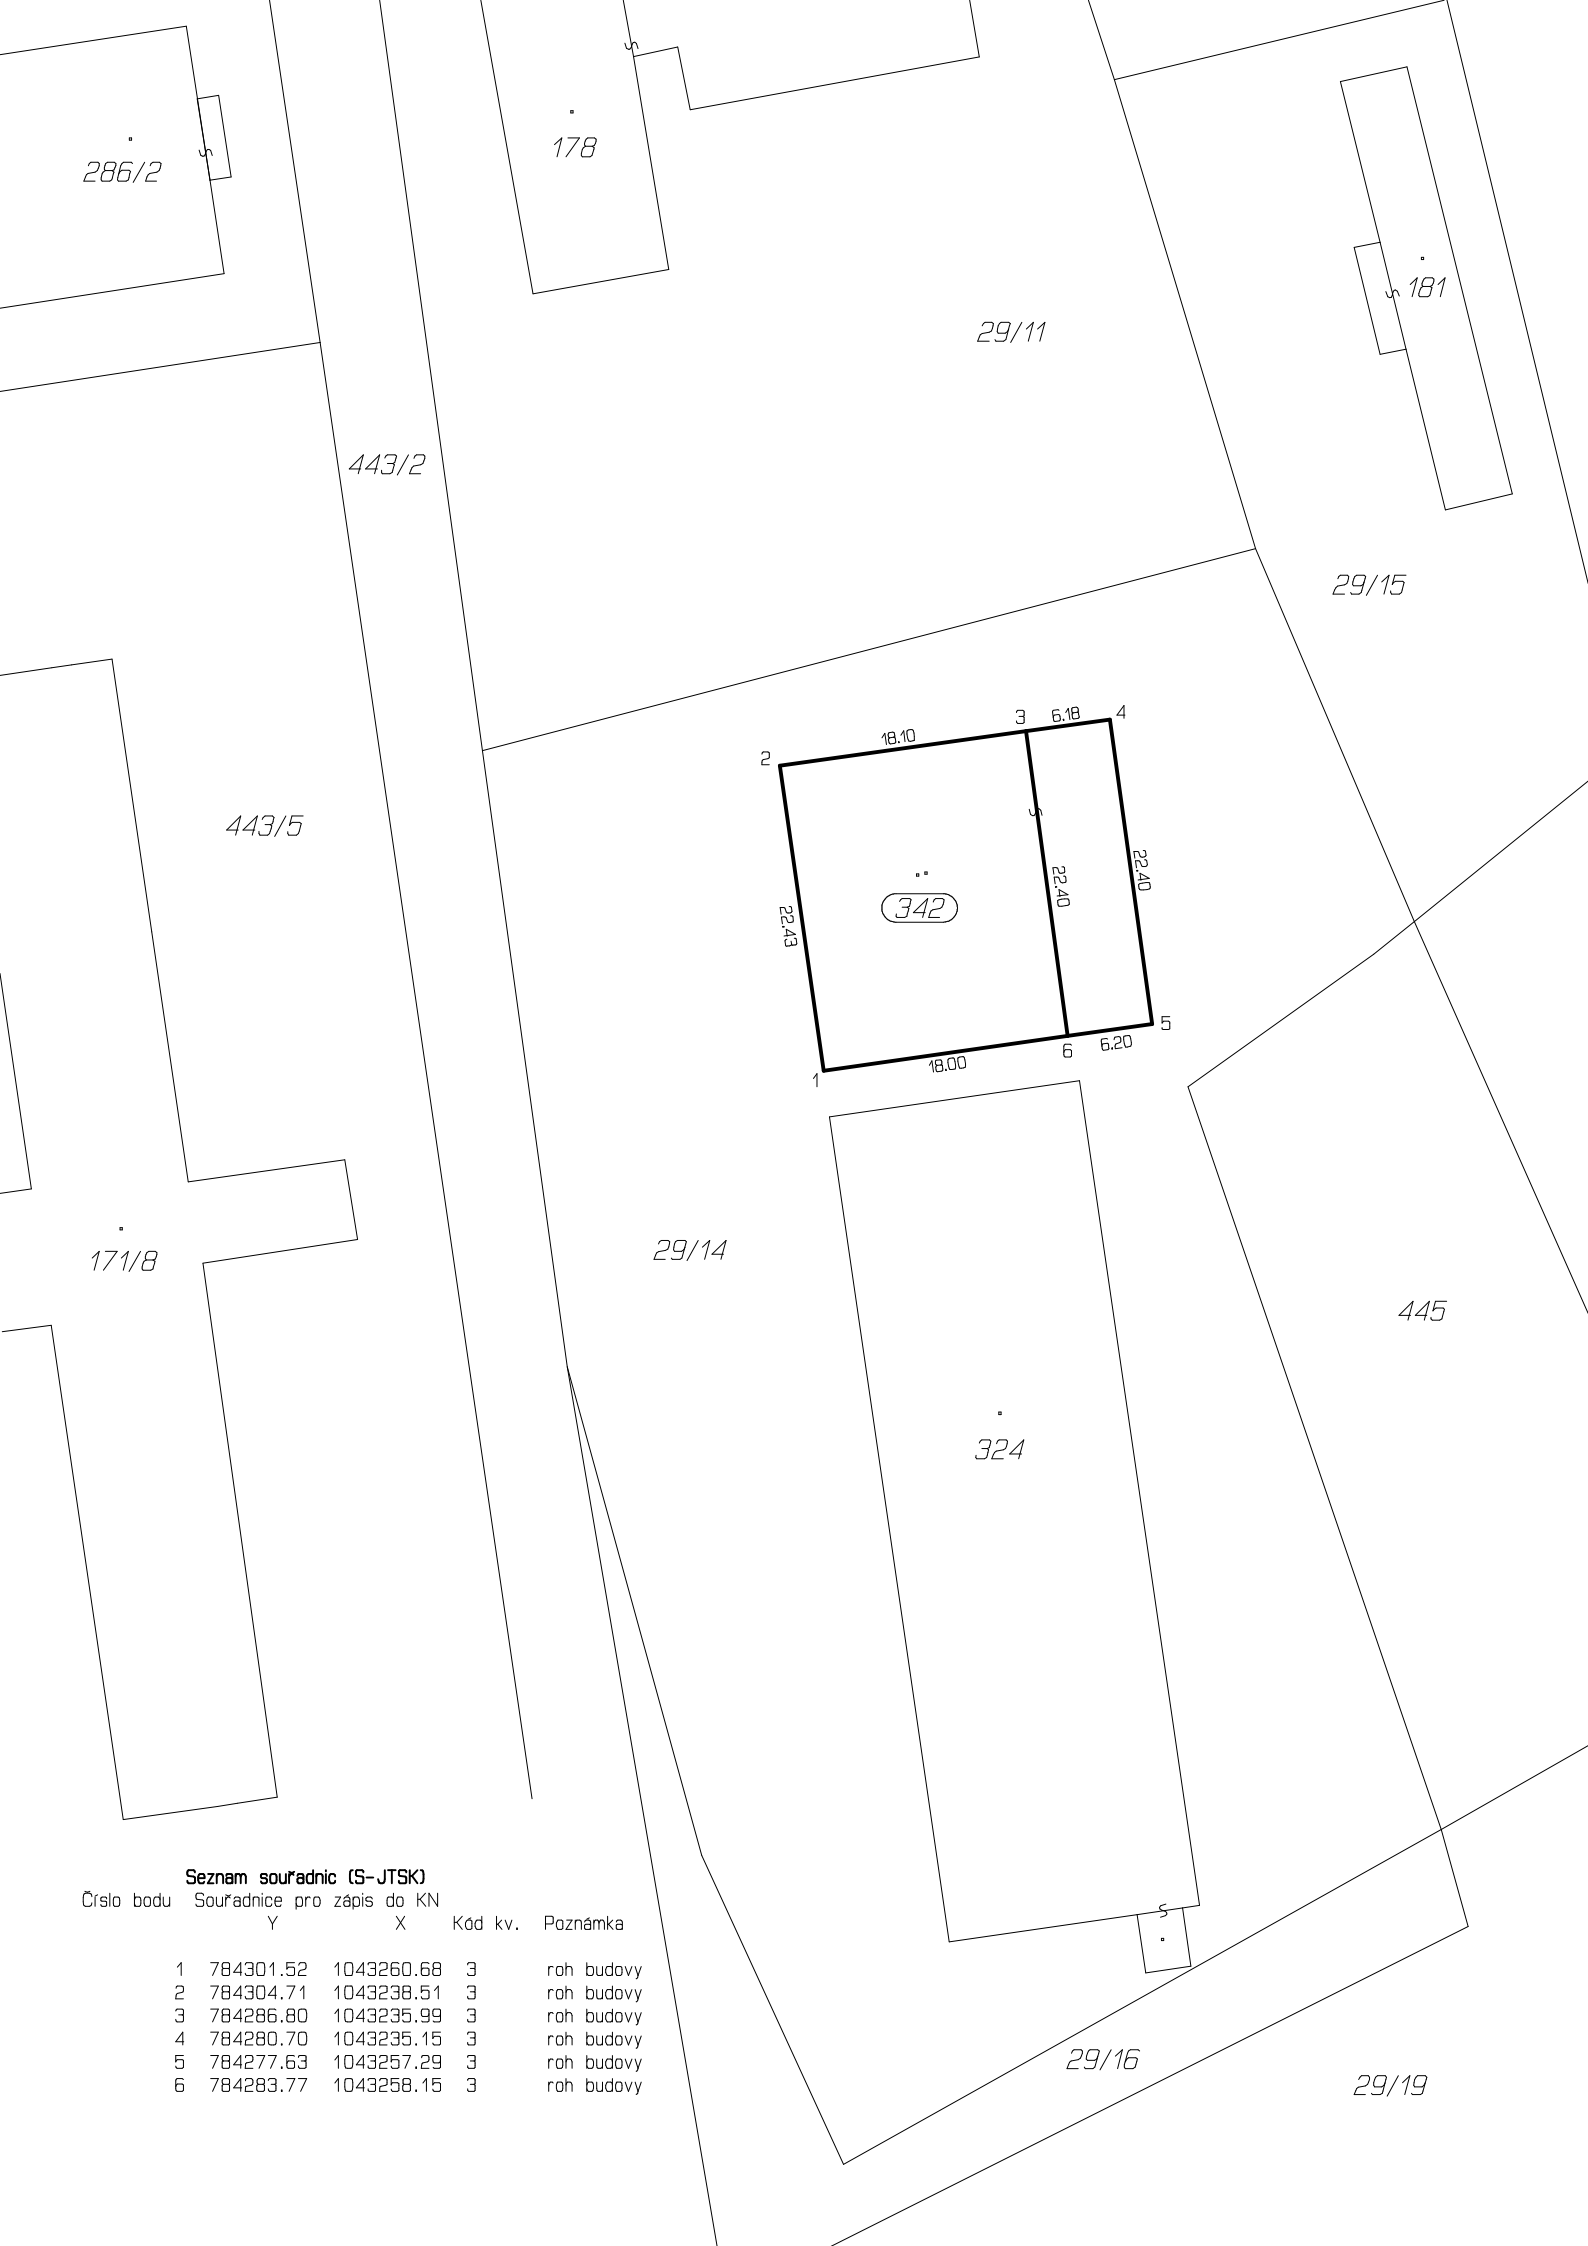 S
178
286/2
S
181
S
29/11
443/2
29/15
3 6.18 4
18.10
2
S
443/5
22.40
22.40
342
22.43
5
6
6.20
18.00
1
29/14
171/8
445
324
Seznam souřadnic (S-JTSK)
Číslo bodu Souřadnice pro zápis do KN
Y X Kód kv. Poznámka
1 784301.52 1043260.68 3 roh budovy
2 784304.71 1043238.51 3 roh budovy
3 784286.80 1043235.99 3 roh budovy
4 784280.70 1043235.15 3 roh budovy
5 784277.63 1043257.29 3 roh budovy
6 784283.77 1043258.15 3 roh budovy
S
29/16
29/19